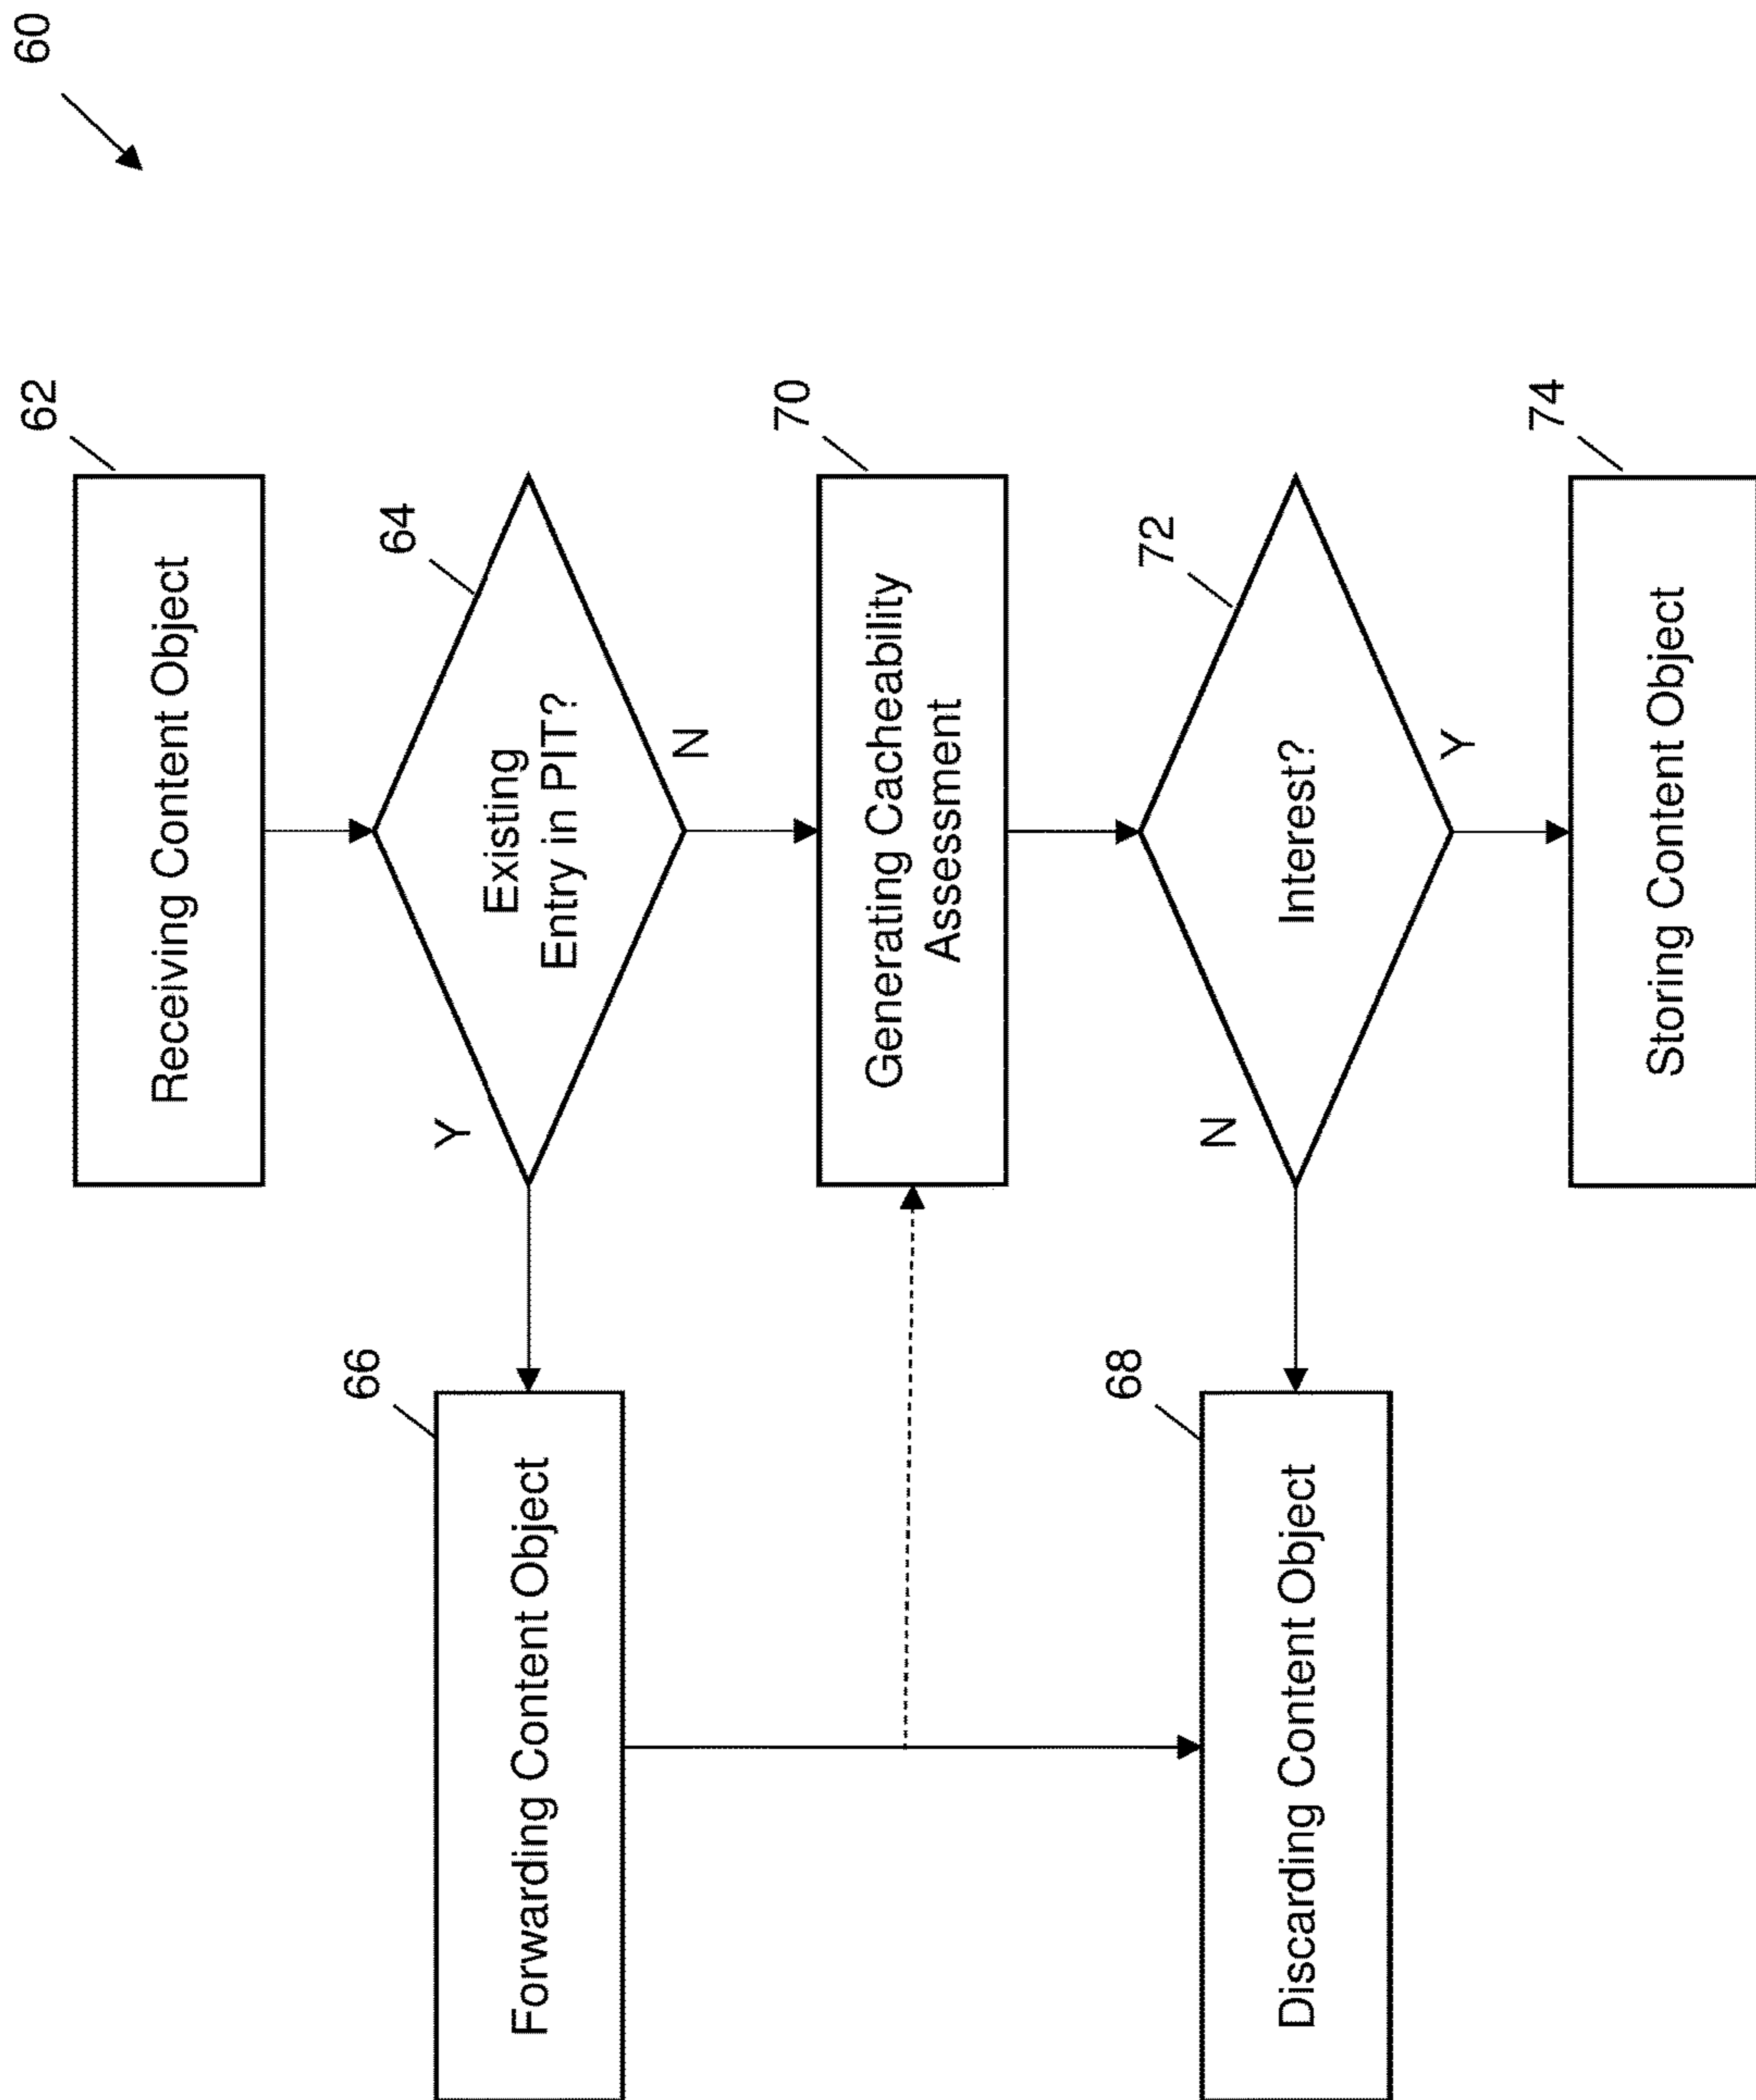 60
62
Receiving Content Object
64
Existing
Entry in PIT?
Y
N
66
Forwarding Content Object
70
Generating Cacheability
Assessment
72
Interest?
N
Y
68
Discarding Content Object
74
Storing Content Object